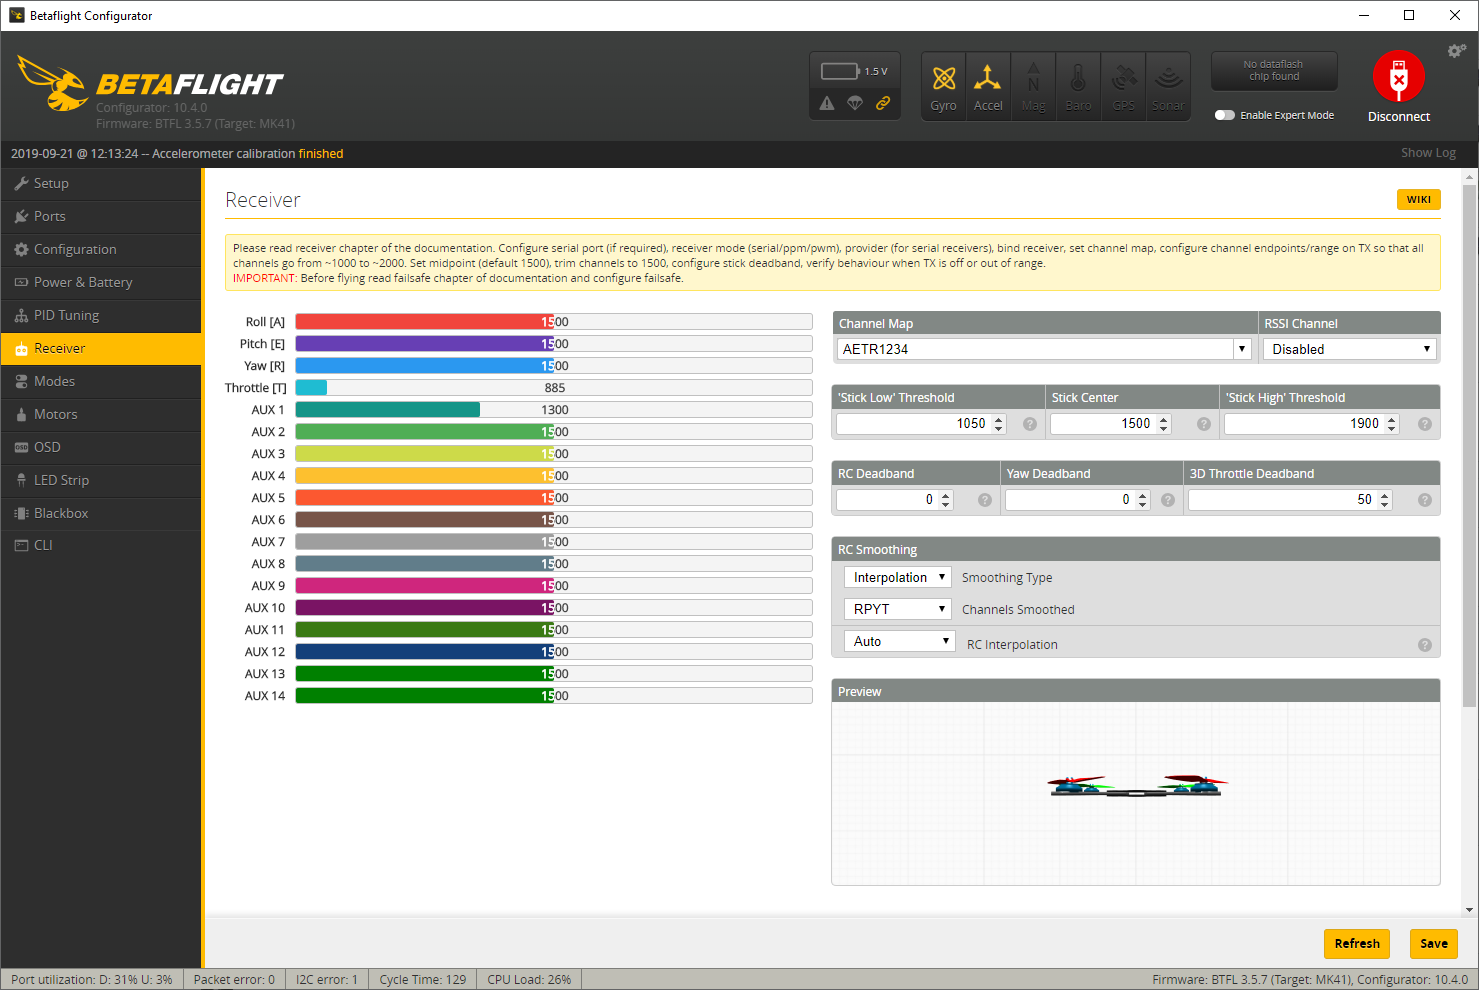 Betaflight Configurator
BETAFLIGHT
Configurator: 10.4.0
Firmware: BTFL 3.5.7 (Target: MK41)
1.5 V
Gyro
Accel
Mag
Baro
GPS
Sonar
No dataflash
chip found
Enable Expert Mode
Disconnect
2019-09-21 @ 12:13:24 -- Accelerometer calibration finished
Show Log
Setup
Ports
Configuration
Power & Battery
PID Tuning
Receiver
Modes
Motors
OSD
LED Strip
Blackbox
CLI
Receiver
WIKI
Please read receiver chapter of the documentation. Configure serial port (if required), receiver mode (serial/ppm/pwm), provider (for serial receivers), bind receiver, set channel map, configure channel endpoints/range on TX so that all
channels go from ~1000 to ~2000. Set midpoint (default 1500), trim channels to 1500, configure stick deadband, verify behaviour when TX is off or out of range.
IMPORTANT: Before flying read failsafe chapter of documentation and configure failsafe.
Roll [A] 1500
Pitch [E] 1500
Yaw [R] 1500
Throttle [T] 885
AUX 1 1300
AUX 2 1500
AUX 3 1500
AUX 4 1500
AUX 5 1500
AUX 6 1500
AUX 7 1500
AUX 8 1500
AUX 9 1500
AUX 10 1500
AUX 11 1500
AUX 12 1500
AUX 13 1500
AUX 14 1500
Channel Map RSSI Channel
AETR1234 Disabled
'Stick Low' Threshold Stick Center 'Stick High' Threshold
1050 1500 1900
RC Deadband Yaw Deadband 3D Throttle Deadband
0 0 50
RC Smoothing
Interpolation Smoothing Type
RPYT Channels Smoothed
Auto RC Interpolation
Preview
Refresh Save
Port utilization: D: 31% U: 3% Packet error: 0 I2C error: 1 Cycle Time: 129 CPU Load: 26% Firmware: BTFL 3.5.7 (Target: MK41), Configurator: 10.4.0